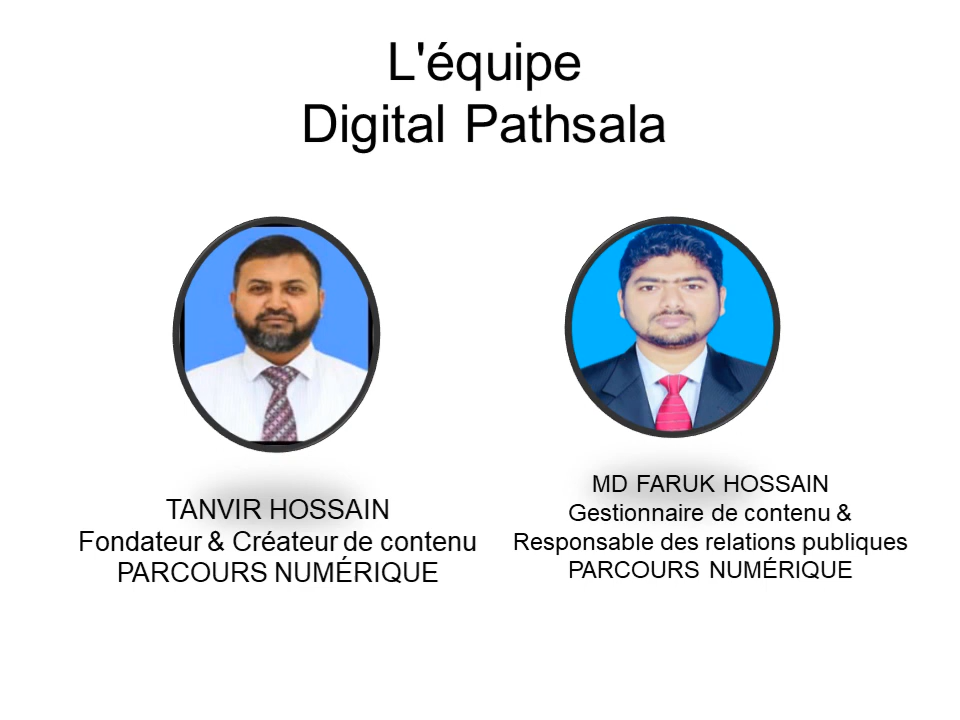 L'équipe
Digital Pathsala
TANVIR HOSSAIN
Fondateur & Créateur de contenu
PARCOURS NUMÉRIQUE
MD FARUK HOSSAIN
Gestionnaire de contenu &
Responsable des relations publiques
PARCOURS NUMÉRIQUE